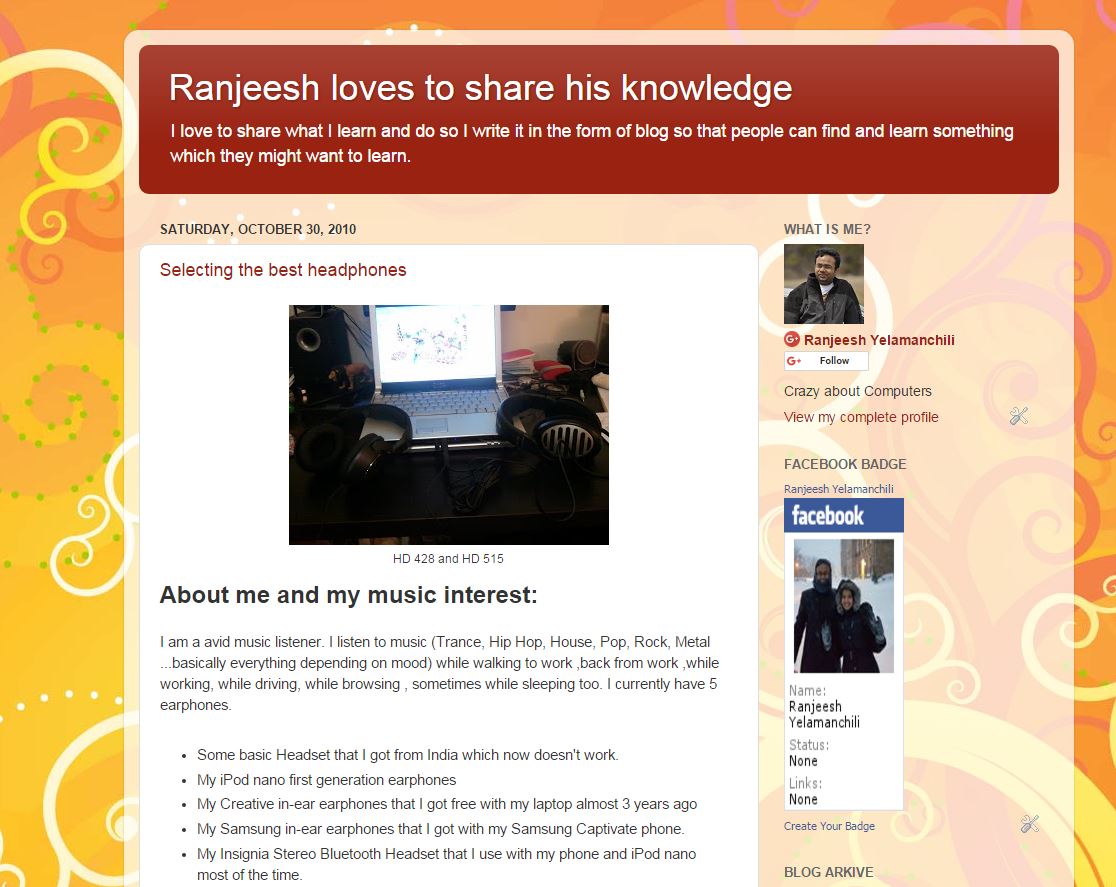 Ranjeesh loves to share his knowledge
I love to share what I learn and do so I write it in the form of blog so that people can find and learn something
which they might want to learn.
SATURDAY, OCTOBER 30, 2010
Selecting the best headphones
HD 428 and HD 515
About me and my music interest:
I am a avid music listener. I listen to music (Trance, Hip Hop, House, Pop, Rock, Metal
...basically everything depending on mood) while walking to work ,back from work ,while
working, while driving, while browsing , sometimes while sleeping too. I currently have 5
earphones.
Some basic Headset that I got from India which now doesn't work.
My iPod nano first generation earphones
My Creative in-ear earphones that I got free with my laptop almost 3 years ago
My Samsung in-ear earphones that I got with my Samsung Captivate phone.
My Insignia Stereo Bluetooth Headset that I use with my phone and iPod nano
most of the time.
WHAT IS ME?
G+ Ranjeesh Yelamanchili
G+ Follow
Crazy about Computers
View my complete profile
FACEBOOK BADGE
Ranjeesh Yelamanchili
facebook
Name:
Ranjeesh
Yelamanchili
Status:
None
Links:
None
Create Your Badge
BLOG ARKIVE